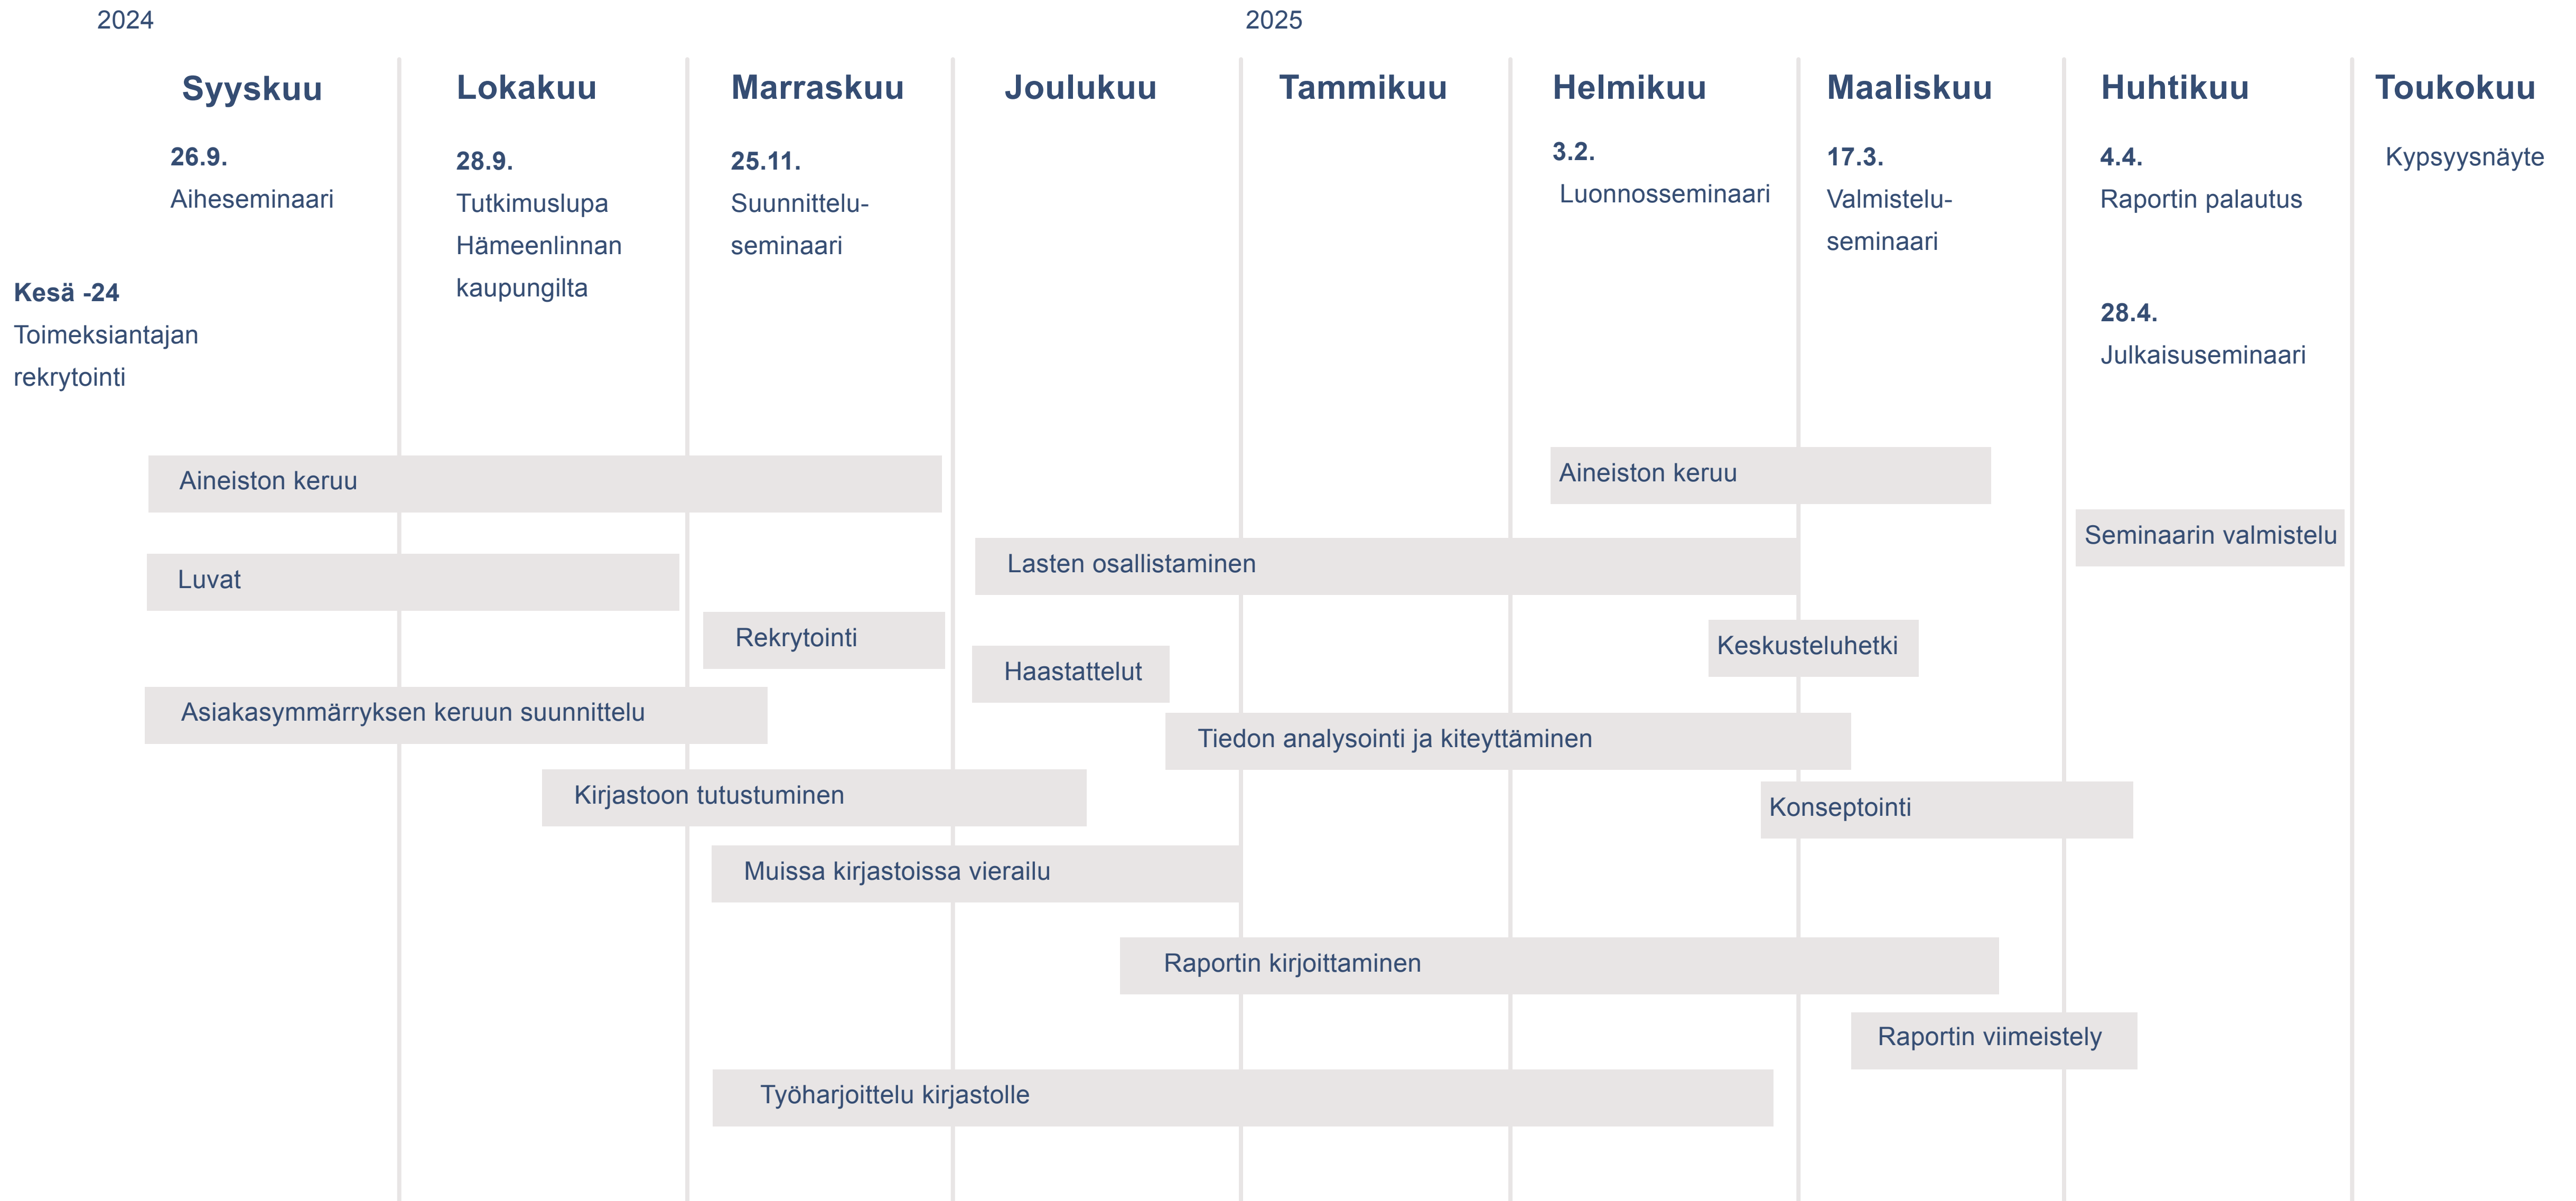 2024
2025
Syyskuu
Lokakuu
Marraskuu
Joulukuu
Tammikuu
Helmikuu
Maaliskuu
Huhtikuu
Toukokuu
Kesä -24
Toimeksiantajan
rekrytointi
26.9.
Aiheseminaari
28.9.
Tutkimuslupa
Hämeenlinnan
kaupungilta
25.11.
Suunnittelu-
seminaari
3.2.
Luonnosseminaari
17.3.
Valmistelu-
seminaari
4.4.
Raportin palautus
28.4.
Julkaisuseminaari
Kypsyysnäyte
Aineiston keruu
Aineiston keruu
Seminaarin valmistelu
Lasten osallistaminen
Luvat
Rekrytointi
Keskusteluhetki
Haastattelut
Asiakasymmärryksen keruun suunnittelu
Tiedon analysointi ja kiteyttäminen
Kirjastoon tutustuminen
Konseptointi
Muissa kirjastoissa vierailu
Raportin kirjoittaminen
Raportin viimeistely
Työharjoittelu kirjastolle